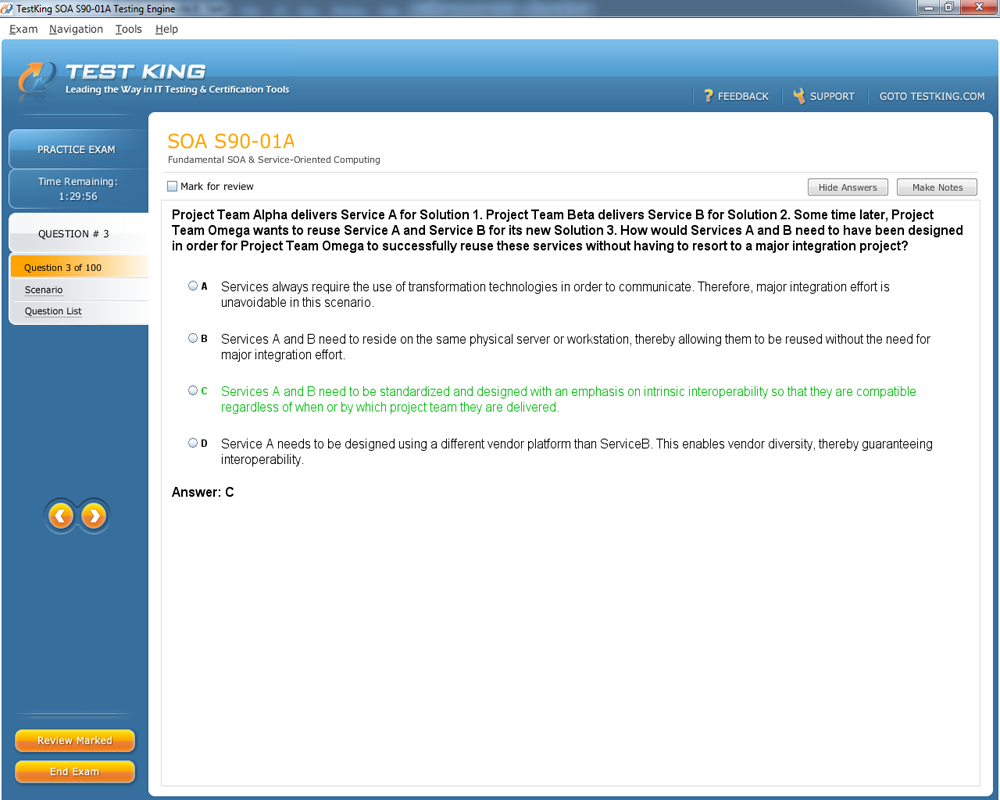 TestKing SOA S90-01A Testing Engine
Exam Navigation Tools Help
TEST KING
Leading the Way in IT Testing & Certification Tools
? FEEDBACK SUPPORT GOTO TESTKING.COM
PRACTICE EXAM
Time Remaining:
1:29:56
QUESTION # 3
Question 3 of 100
Scenario
Question List
SOA S90-01A
Fundamental SOA & Service-Oriented Computing
Mark for review
Hide Answers Make Notes
Project Team Alpha delivers Service A for Solution 1. Project Team Beta delivers Service B for Solution 2. Some time later, Project
Team Omega wants to reuse Service A and Service B for its new Solution 3. How would Services A and B need to have been designed
in order for Project Team Omega to successfully reuse these services without having to resort to a major integration project?
A Services always require the use of transformation technologies in order to communicate. Therefore, major integration effort is
unavoidable in this scenario.
B Services A and B need to reside on the same physical server or workstation, thereby allowing them to be reused without the need for
major integration effort.
C Services A and B need to be standardized and designed with an emphasis on intrinsic interoperability so that they are compatible
regardless of when or by which project team they are delivered.
D Service A needs to be designed using a different vendor platform than ServiceB. This enables vendor diversity, thereby guaranteeing
interoperability.
Answer: C
Review Marked
End Exam